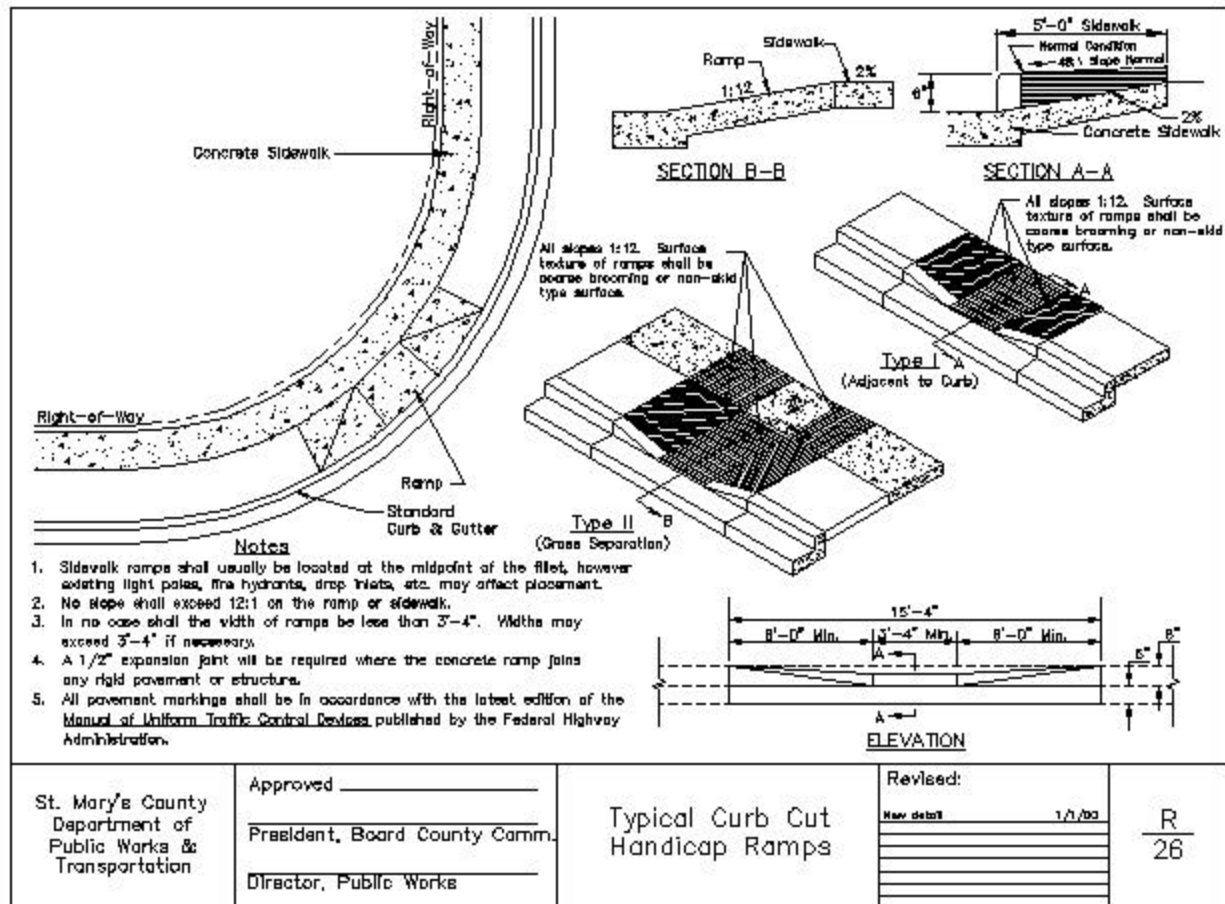 Right-of-Way
Concrete Sidewalk
Right-of-Way
Ramp
Standard
Curb & Gutter
Sidewalk
Ramp
2%
1:12
SECTION B-B
5'-0" Sidewalk
Normal Condition
Slope Normal
6"
2%
Concrete Sidewalk
SECTION A-A
All slopes 1:12. Surface
texture of ramps shall be
coarse brooming or non-skid
type surface.
A
Type I
A
(Adjacent to Curb)
All slopes 1:12. Surface
texture of ramps shall be
coarse brooming or non-skid
type surface.
B
Type II
(Grass Separation)
Notes
1. Sidewalk ramps shall usually be located at the midpoint of the fillet, however
existing light poles, fire hydrants, drop inlets, etc. may affect placement.
2. No slope shall exceed 12:1 on the ramp or sidewalk.
3. In no case shall the width of ramps be less than 3'-4". Widths may
exceed 3'-4" if necessary.
4. A 1/2" expansion joint will be required where the concrete ramp joins
any rigid pavement or structure.
5. All pavement markings shall be in accordance with the latest edition of the
Manual of Uniform Traffic Control Devices published by the Federal Highway
Administration.
15'-4"
6'-0" Min.
3'-4" Min.
6'-0" Min.
A
6"
8"
A
ELEVATION
St. Mary's County
Department of
Public Works &
Transportation
Approved
President, Board County Comm.
Director, Public Works
Typical Curb Cut
Handicap Ramps
Revised:
New detail 1/1/00
R
26